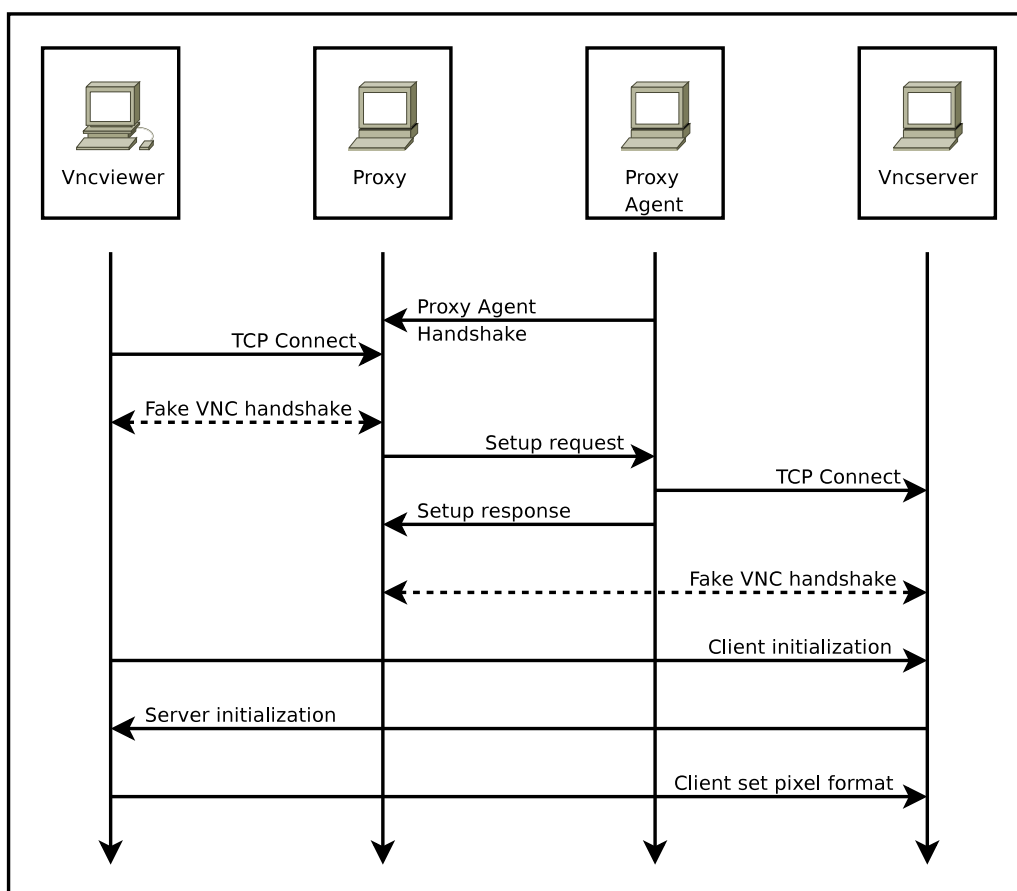 Vncviewer
Proxy
Proxy
Agent
Vncserver
Proxy Agent
Handshake
TCP Connect
Fake VNC handshake
Setup request
TCP Connect
Setup response
Fake VNC handshake
Client initialization
Server initialization
Client set pixel format